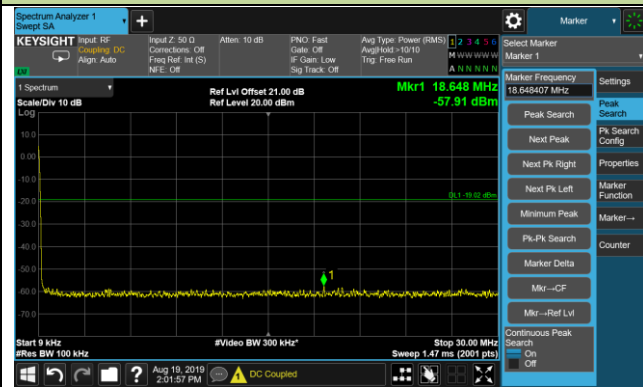 Spectrum Analyzer 1
Swept SA
Marker
KEYSIGHT
Input: RF
Coupling: DC
Align: Auto
Input Z: 50 Ω
Corrections: Off
Freq Ref: Int (S)
NFE: Off
Atten: 10 dB
PNO: Fast
Gate: Off
IF Gain: Low
Sig Track: Off
Avg Type: Power (RMS)
Avg|Hold:>10/10
Trig: Free Run
1 2 3 4 5 6
M W W W W W
A N N N N N
Select Marker
Marker 1
LW
1 Spectrum
Scale/Div 10 dB
Log
Ref Lvl Offset 21.00 dB
Ref Level 20.00 dBm
Mkr1 18.648 MHz
-57.91 dBm
10.0
0.00
-10.0
-20.0
-30.0
-40.0
-50.0
-60.0
-70.0
DL1 -19.02 dBm
1
Start 9 kHz
#Res BW 100 kHz
#Video BW 300 kHz*
Stop 30.00 MHz
Sweep 1.47 ms (2001 pts)
Marker Frequency
18.648407 MHz
Peak Search
Next Peak
Next Pk Right
Next Pk Left
Minimum Peak
Pk-Pk Search
Marker Delta
Mkr→CF
Mkr→Ref Lvl
Continuous Peak
Search
On
Off
Settings
Peak
Search
Pk Search
Config
Properties
Marker
Function
Marker→
Counter
?
Aug 19, 2019
2:01:57 PM
DC Coupled